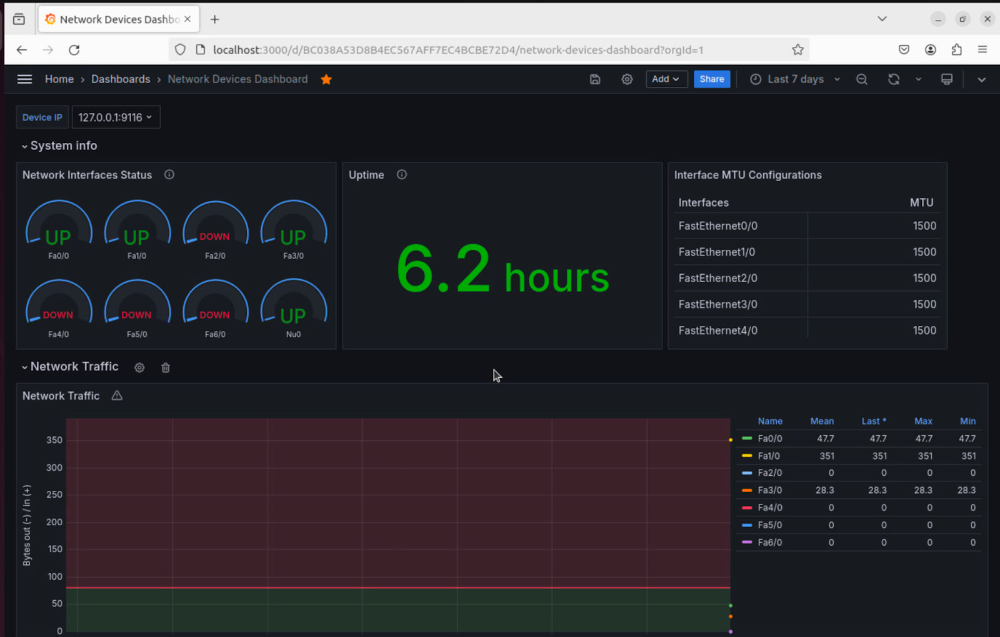 Network Devices Dashbo
localhost:3000/d/BC038A53D8B4EC567AFF7EC4BCBE72D4/network-devices-dashboard?orgId=1
Home › Dashboards › Network Devices Dashboard Add Share Last 7 days
Device IP 127.0.0.1:9116
System info
Network Interfaces Status
UP
Fa0/0
UP
Fa1/0
DOWN
Fa2/0
UP
Fa3/0
DOWN
Fa4/0
DOWN
Fa5/0
DOWN
Fa6/0
UP
Nu0
Uptime
6.2 hours
Interface MTU Configurations
Interfaces MTU
FastEthernet0/0 1500
FastEthernet1/0 1500
FastEthernet2/0 1500
FastEthernet3/0 1500
FastEthernet4/0 1500
Network Traffic
Network Traffic
Bytes out (-) / in (+)
350
300
250
200
150
100
50
0
Name Mean Last * Max Min
Fa0/0 47.7 47.7 47.7 47.7
Fa1/0 351 351 351 351
Fa2/0 0 0 0 0
Fa3/0 28.3 28.3 28.3 28.3
Fa4/0 0 0 0 0
Fa5/0 0 0 0 0
Fa6/0 0 0 0 0